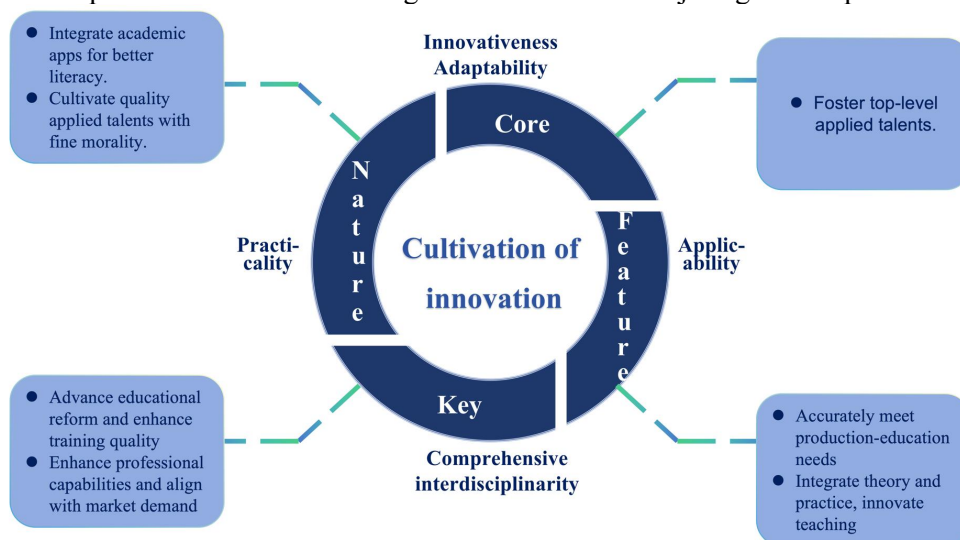 Integrate academic
apps for better
literacy.
Cultivate quality
applied talents with
fine morality.
Innovativeness
Adaptability
Foster top-level
applied talents.
Core
Nature
Feature
Key
Cultivation of
innovation
Practi-
cality
Applic-
ability
Advance educational
reform and enhance
training quality
Enhance professional
capabilities and align
with market demand
Comprehensive
interdisciplinarity
Accurately meet
production-education
needs
Integrate theory and
practice, innovate
teaching